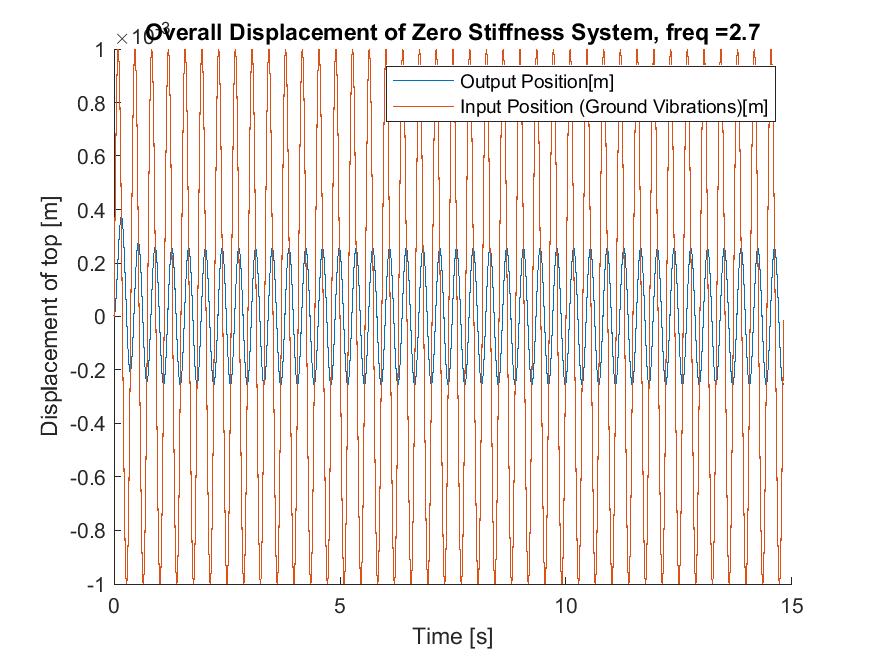 ×10⁻³
Overall Displacement of Zero Stiffness System, freq =2.7
Output Position[m]
Input Position (Ground Vibrations)[m]
1
0.8
0.6
0.4
0.2
0
-0.2
-0.4
-0.6
-0.8
-1
Displacement of top [m]
0 5 10 15
Time [s]